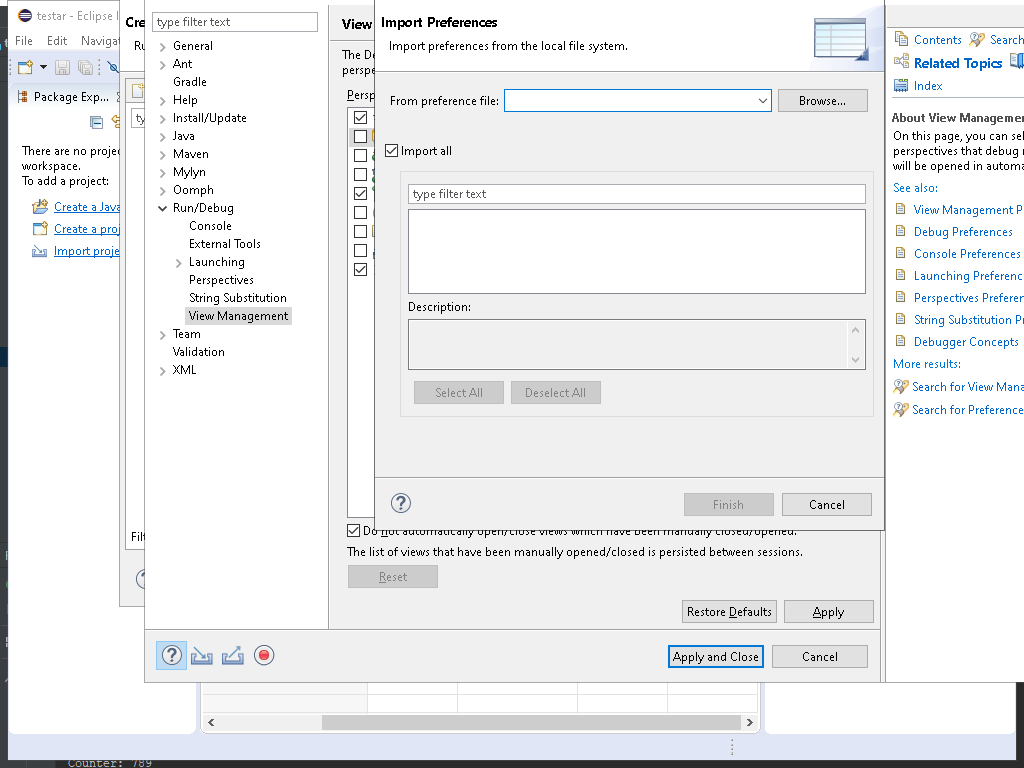 testar - Eclipse
File Edit Navigat
Package Exp...
There are no proje
workspace.
To add a project:
Create a Java
Create a proj
Import proje
Cre
Ru
ty
Filt
type filter text
General
Ant
Gradle
Help
Install/Update
Java
Maven
Mylyn
Oomph
Run/Debug
Console
External Tools
Launching
Perspectives
String Substitution
View Management
Team
Validation
XML
View
The De
perspe
Persp
Import Preferences
Import preferences from the local file system.
From preference file:
Browse...
Import all
type filter text
Description:
Select All Deselect All
Finish Cancel
Do not automatically open/close views which have been manually closed/opened.
The list of views that have been manually opened/closed is persisted between sessions.
Reset
Restore Defaults Apply
Apply and Close Cancel
Contents Search
Related Topics
Index
About View Managemen
On this page, you can sel
perspectives that debug
will be opened in automa
See also:
View Management P
Debug Preferences
Console Preferences
Launching Preferenc
Perspectives Preferen
String Substitution Pr
Debugger Concepts
More results:
Search for View Mana
Search for Preference
Counter: 789